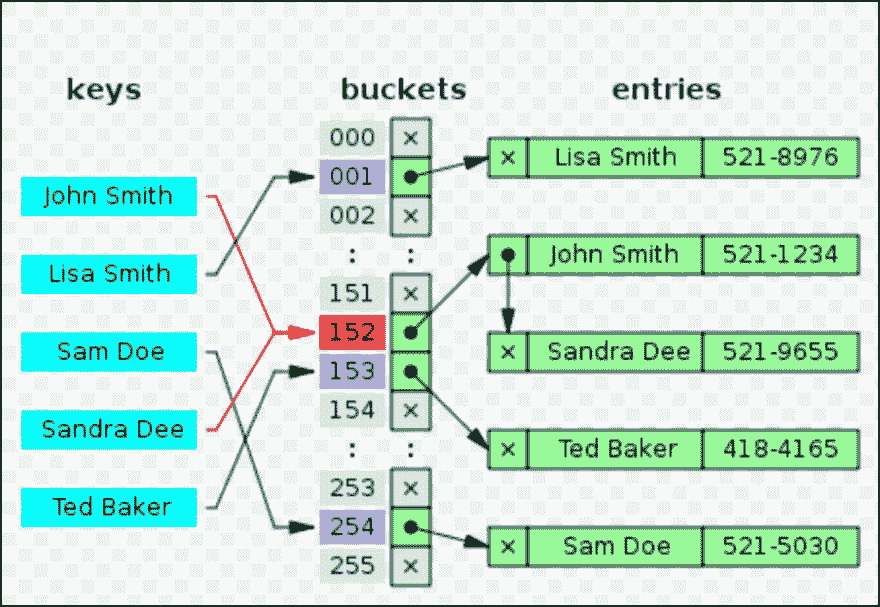 keys
buckets
entries
John Smith
Lisa Smith
Sam Doe
Sandra Dee
Ted Baker
000 ×
001
002 ×
: :
151 ×
152
153
154 ×
: :
253 ×
254
255 ×
× Lisa Smith 521-8976
John Smith 521-1234
× Sandra Dee 521-9655
× Ted Baker 418-4165
× Sam Doe 521-5030